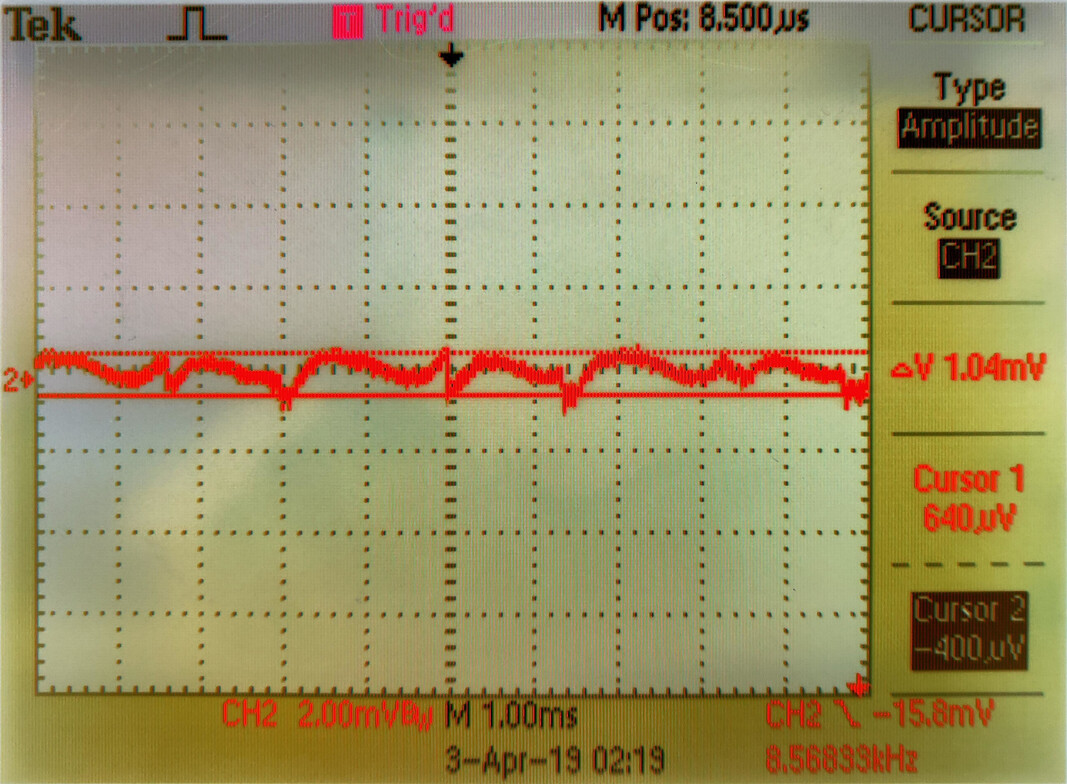 Tek T Trig'd M Pos: 8.500µs CURSOR
Type
Amplitude
Source
CH2
2
△V 1.04mV
Cursor 1
640µV
Cursor 2
-400µV
CH2 2.00mVBW M 1.00ms CH2 -15.8mV
3-Apr-19 02:19 8.56833kHz